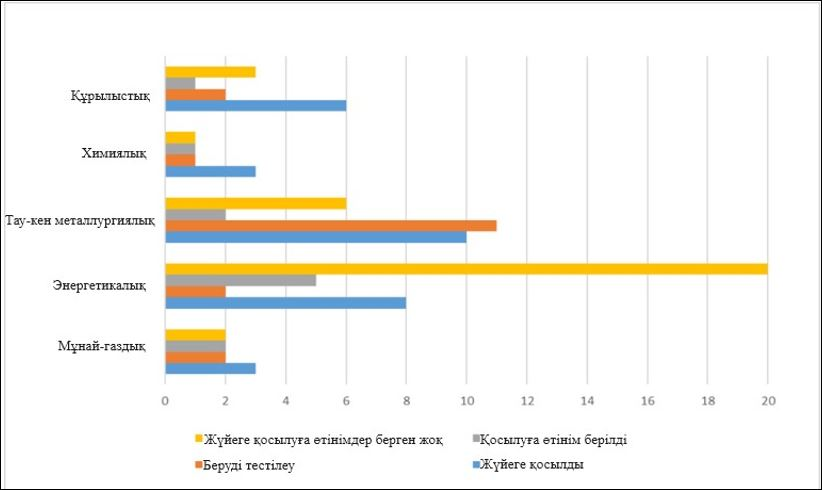 Құрылыстық
Химиялық
Тау-кен металлургиялық
Энергетикалық
Мұнай-газдық
0 2 4 6 8 10 12 14 16 18 20
Жүйеге қосылуға өтінімдер берген жоқ
Қосылуға өтінім берілді
Беруді тестілеу
Жүйеге қосылды